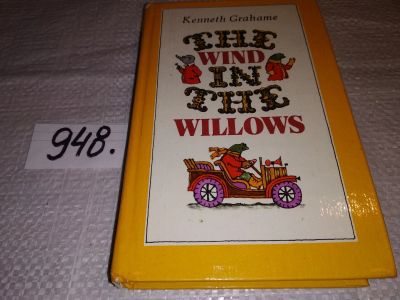 Kenneth Grahame
THE
WIND
IN
THE
WILLOWS
948.